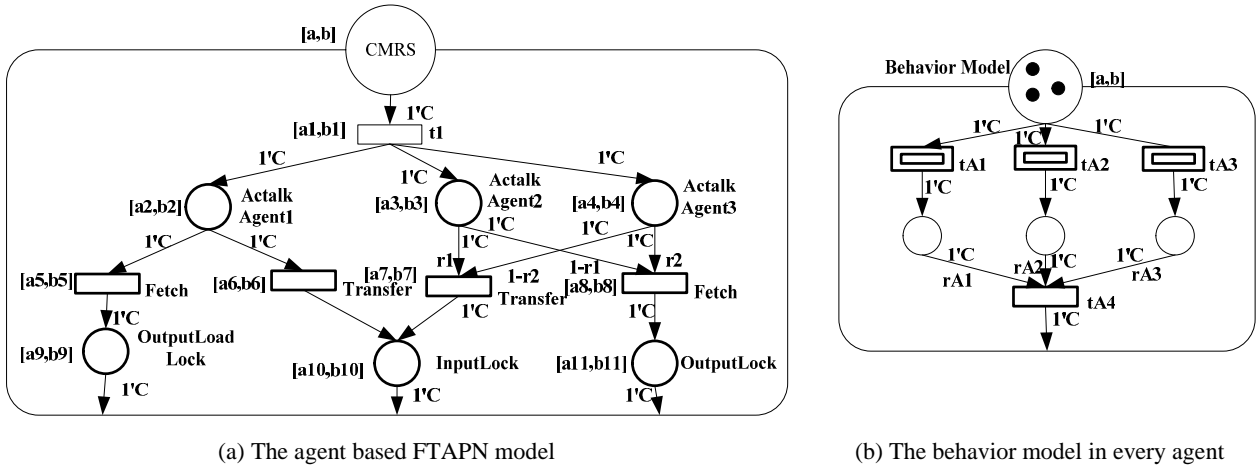 [a,b]
CMRS
1'C
[a1,b1]
t1
1'C
1'C
1'C
[a2,b2]
Actalk
Agent1
[a3,b3]
Actalk
Agent2
[a4,b4]
Actalk
Agent3
1'C
1'C
1'C
1'C
1'C
1'C
r1
1-r2
1-r1
r2
[a5,b5]
Fetch
[a6,b6]
Transfer
[a7,b7]
Transfer
[a8,b8]
Fetch
1'C
1'C
1'C
[a9,b9]
OutputLoad
Lock
[a10,b10]
InputLock
[a11,b11]
OutputLock
1'C
1'C
1'C
(a) The agent based FTAPN model
Behavior Model
[a,b]
1'C
1'C
1'C
tA1
tA2
tA3
1'C
1'C
1'C
1'C
1'C
1'C
rA1
rA2
rA3
tA4
1'C
(b) The behavior model in every agent